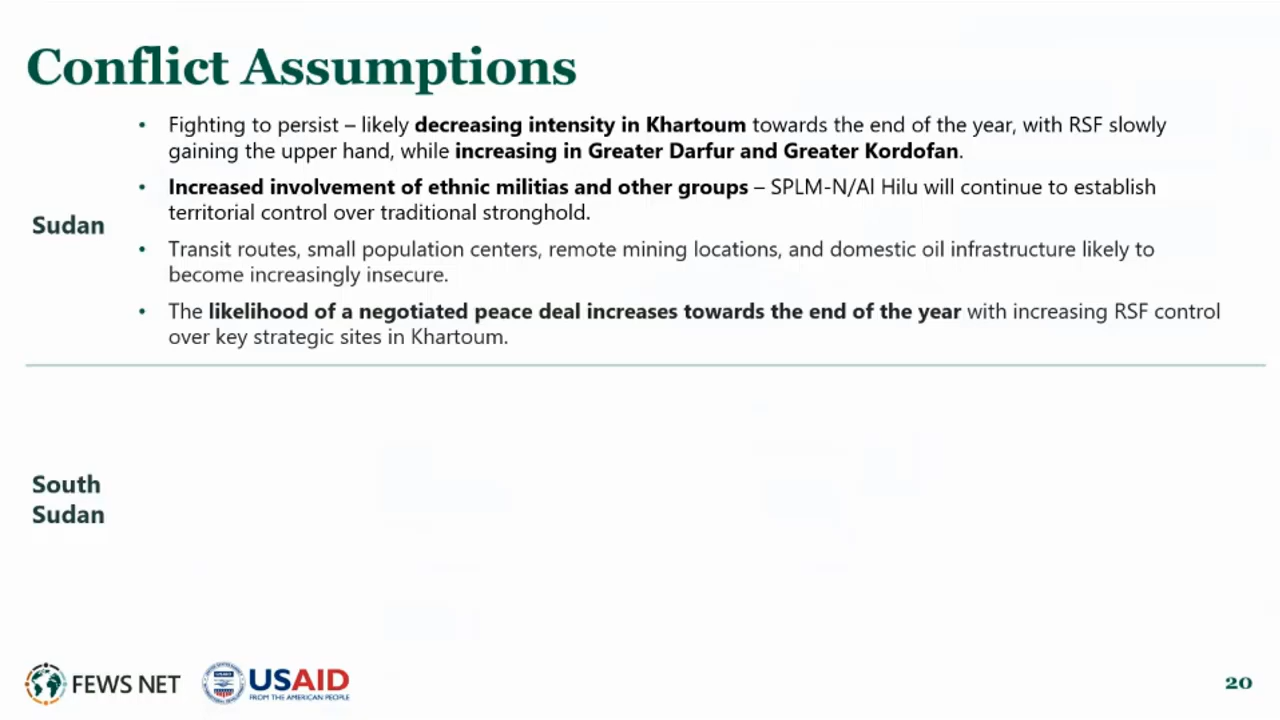 Conflict Assumptions
• Fighting to persist – likely decreasing intensity in Khartoum towards the end of the year, with RSF slowly
gaining the upper hand, while increasing in Greater Darfur and Greater Kordofan.
• Increased involvement of ethnic militias and other groups – SPLM-N/Al Hilu will continue to establish
territorial control over traditional stronghold.
Sudan
• Transit routes, small population centers, remote mining locations, and domestic oil infrastructure likely to
become increasingly insecure.
• The likelihood of a negotiated peace deal increases towards the end of the year with increasing RSF control
over key strategic sites in Khartoum.
South
Sudan
FEWS NET
USAID
FROM THE AMERICAN PEOPLE
20